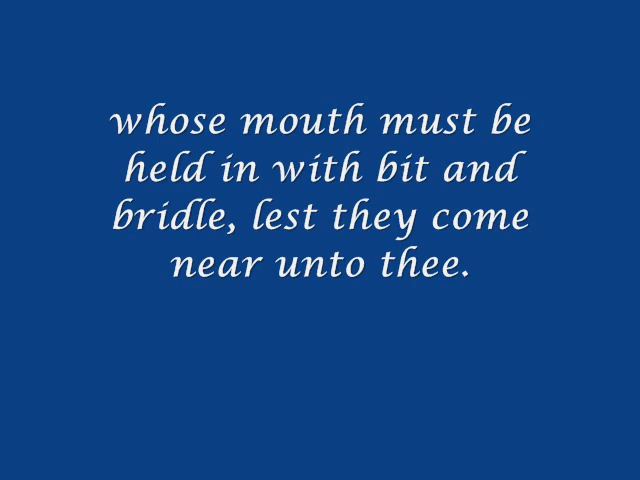 whose mouth must be
held in with bit and
bridle, lest they come
near unto thee.